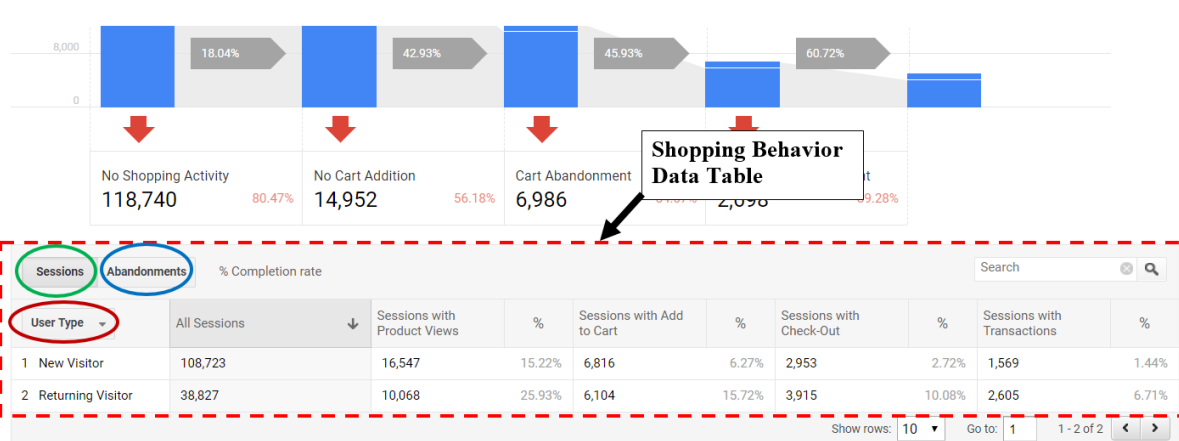 8,000
18.04%
42.93%
45.93%
60.72%
0
Shopping Behavior
Data Table
No Shopping Activity
118,740
80.47%
No Cart Addition
14,952
56.18%
Cart Abandonment
6,986
9.28%
Sessions
Abandonments
% Completion rate
Search
User Type
All Sessions
Sessions with
Product Views
%
Sessions with Add
to Cart
%
Sessions with
Check-Out
%
Sessions with
Transactions
%
1 New Visitor 108,723 16,547 15.22% 6,816 6.27% 2,953 2.72% 1,569 1.44%
2 Returning Visitor 38,827 10,068 25.93% 6,104 15.72% 3,915 10.08% 2,605 6.71%
Show rows: 10 Go to: 1 1 - 2 of 2